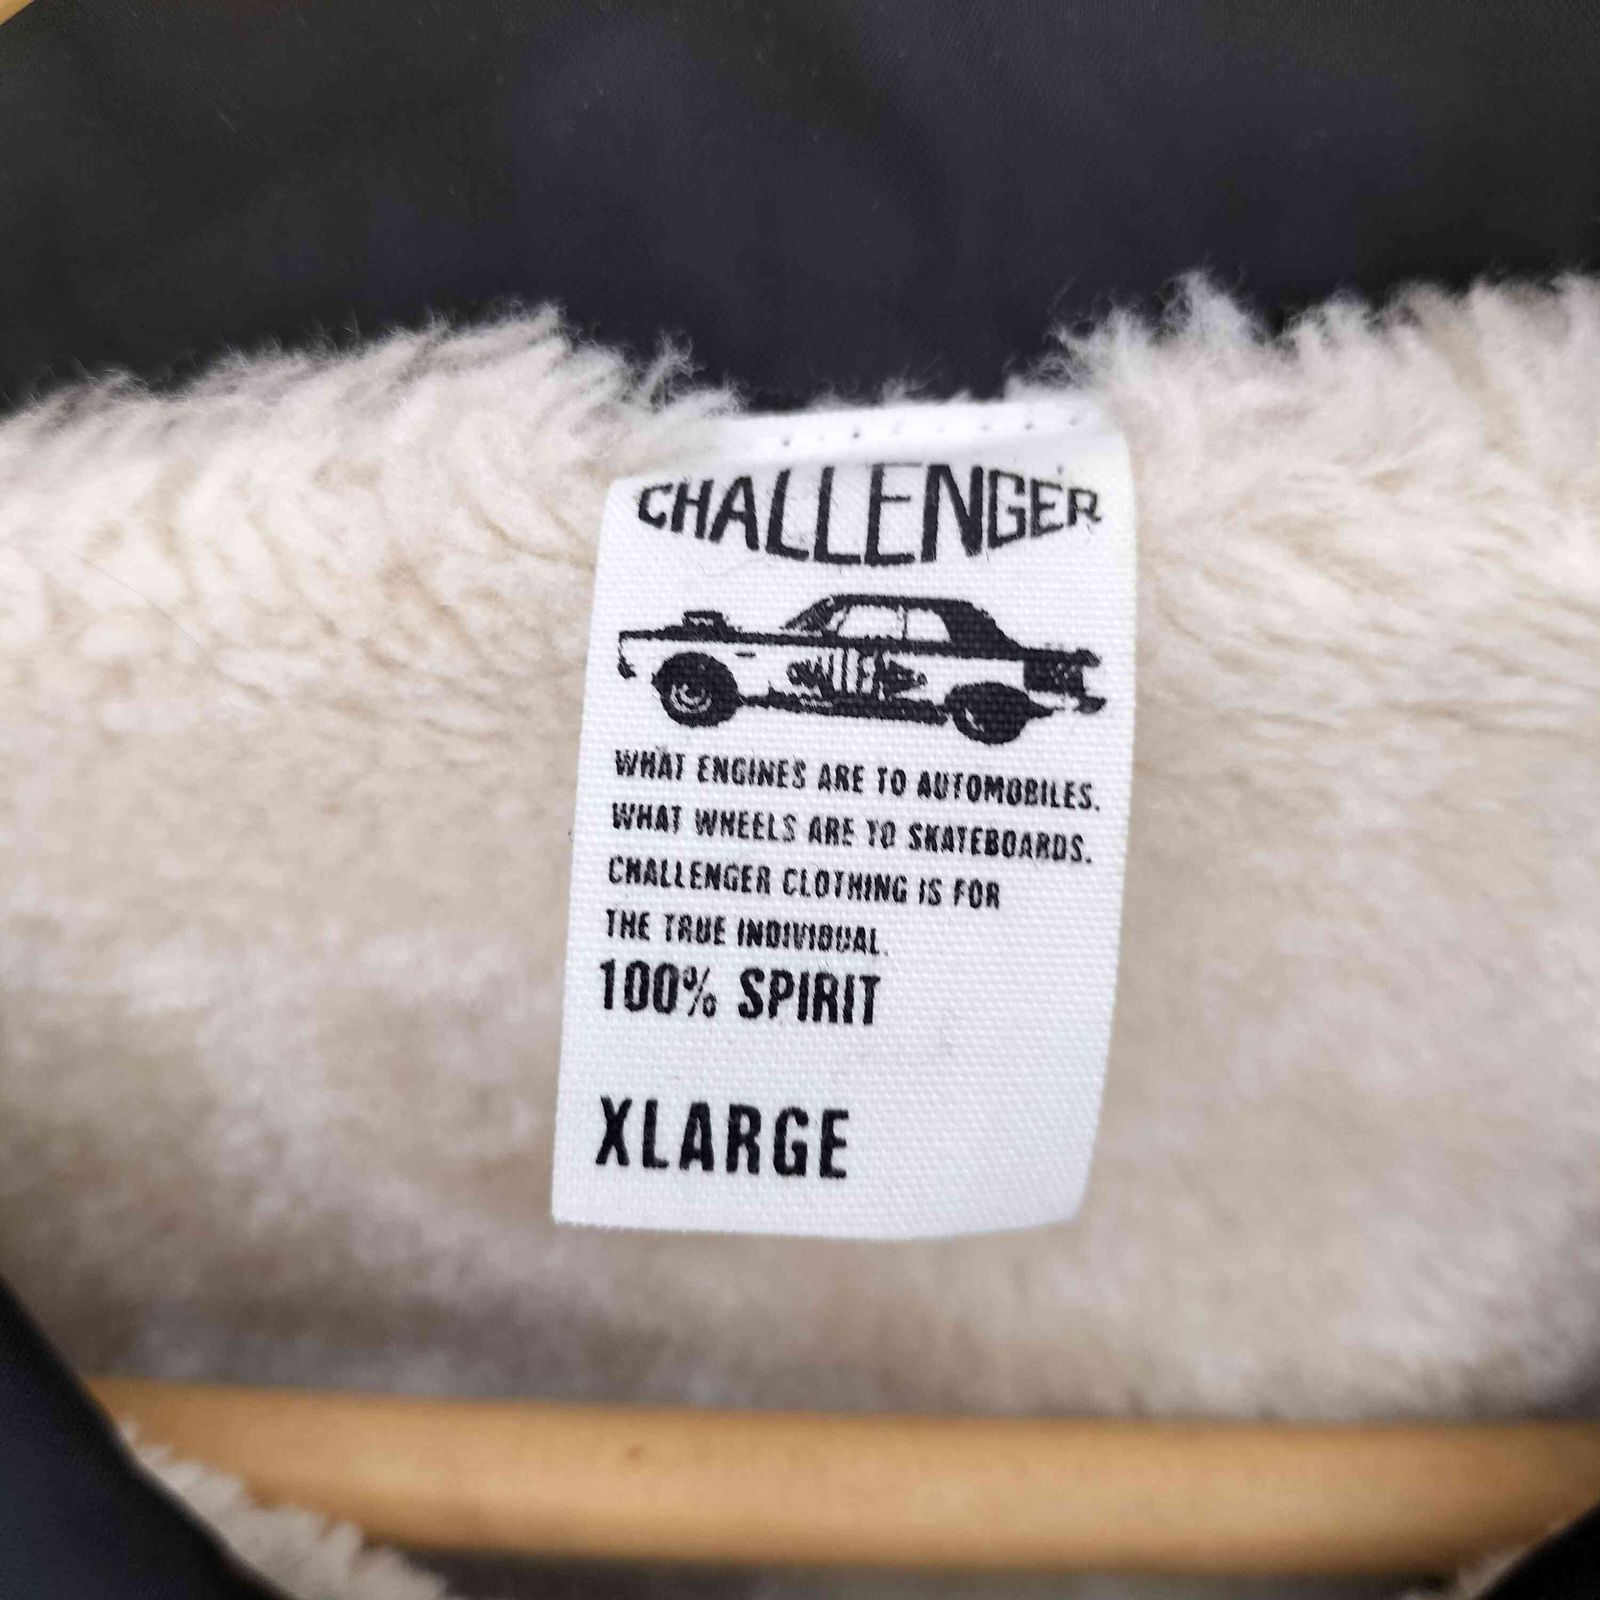 CHALLENGER
CHALLENGER
WHAT ENGINES ARE TO AUTOMOBILES.
WHAT WHEELS ARE TO SKATEBOARDS.
CHALLENGER CLOTHING IS FOR
THE TRUE INDIVIDUAL.
100% SPIRIT
XLARGE